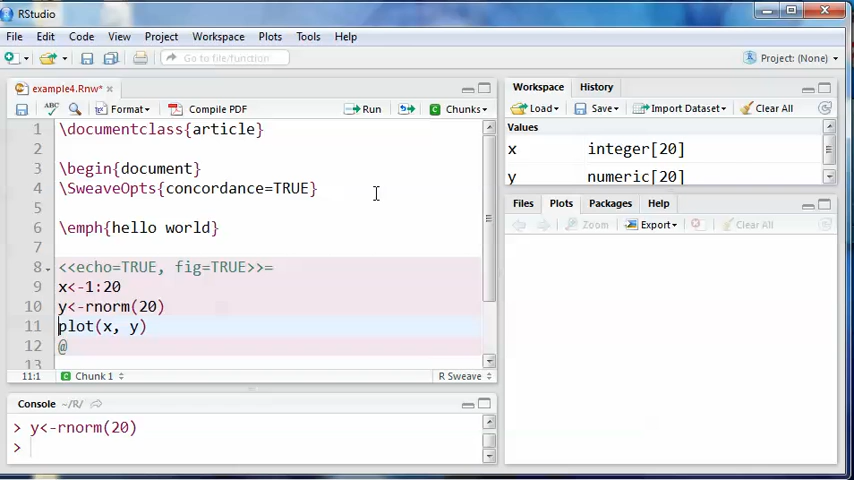 RStudio
File Edit Code View Project Workspace Plots Tools Help
Go to file/function Project: (None)
example4.Rnw*
ABC Format Compile PDF Run Chunks
1 \documentclass{article}
2
3 \begin{document}
4 \SweaveOpts{concordance=TRUE}
5
6 \emph{hello world}
7
8 <<echo=TRUE, fig=TRUE>>=
9 x<-1:20
10 y<-rnorm(20)
11 plot(x, y)
12 @
13
11:1 Chunk 1 R Sweave
Console ~/R/
> y<-rnorm(20)
>
Workspace History
Load Save Import Dataset Clear All
Values
x integer[20]
y numeric[20]
Files Plots Packages Help
Zoom Export Clear All